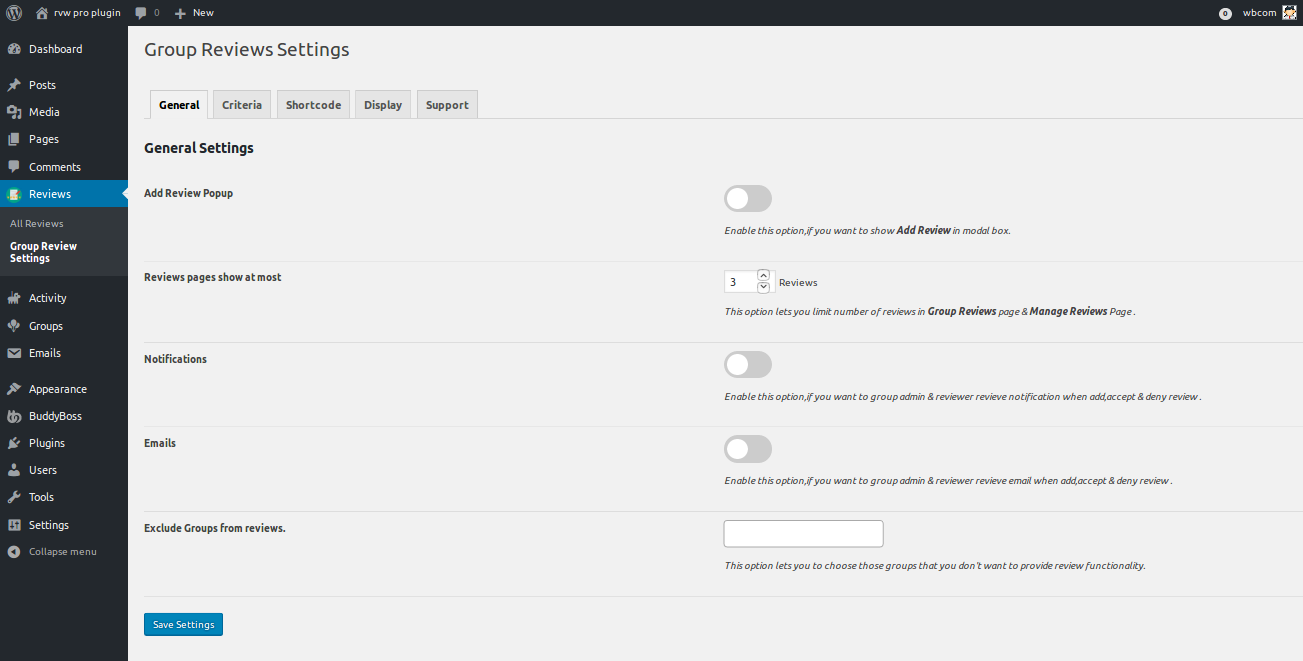 rvw pro plugin 0 New 0 wbcom
Dashboard
Posts
Media
Pages
Comments
Reviews
All Reviews
Group Review
Settings
Activity
Groups
Emails
Appearance
BuddyBoss
Plugins
Users
Tools
Settings
Collapse menu
Group Reviews Settings
General Criteria Shortcode Display Support
General Settings
Add Review Popup
Enable this option,if you want to show Add Review in modal box.
Reviews pages show at most 3 Reviews
This option lets you limit number of reviews in Group Reviews page & Manage Reviews Page .
Notifications
Enable this option,if you want to group admin & reviewer revieve notification when add,accept & deny review .
Emails
Enable this option,if you want to group admin & reviewer revieve email when add,accept & deny review .
Exclude Groups from reviews.
This option lets you to choose those groups that you don't want to provide review functionality.
Save Settings